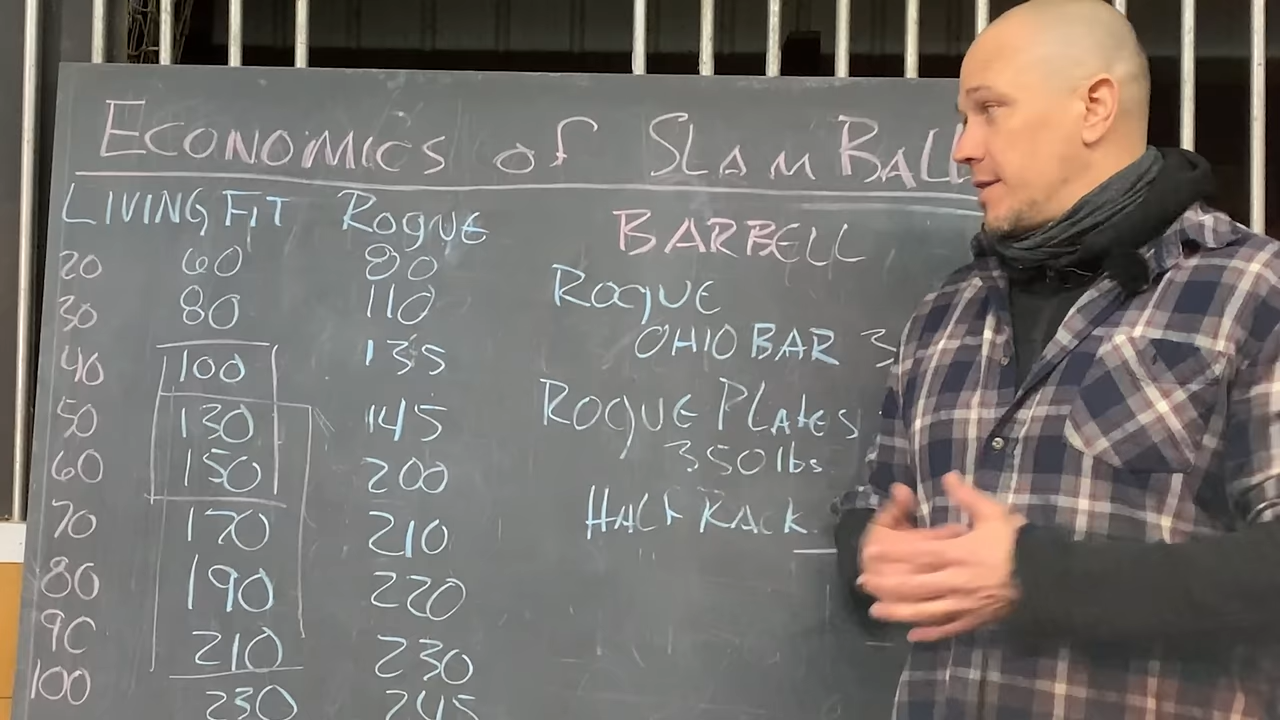 ECONOMICS OF SLAM BALL
LIVING FIT ROGUE
20 60 80
30 80 110
40 100 135
50 130 145
60 150 200
70 170 210
80 190 220
90 210 230
100 230 245
BARBELL
ROGUE
OHIO BAR 3
ROGUE PLATES
350 lbs
HALF RACK